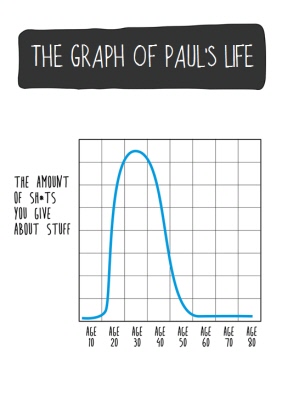 THE GRAPH OF PAUL'S LIFE
THE AMOUNT
OF SH*TS
YOU GIVE
ABOUT STUFF
AGE 10
AGE 20
AGE 30
AGE 40
AGE 50
AGE 60
AGE 70
AGE 80